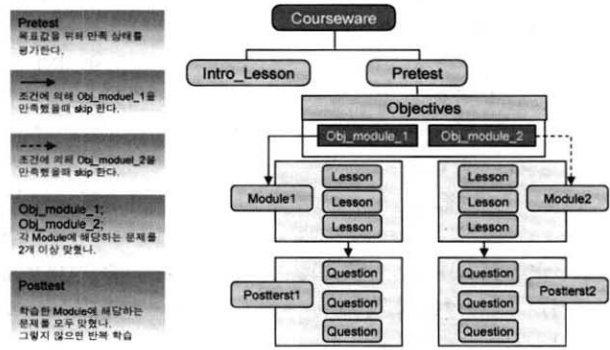 Pretest
목표값을 위해 만족 상태를
평가한다.
조건에 의해 Obj_moduel_1을
만족했을때 skip 한다.
조건에 의해 Obj_moduel_2을
만족했을때 skip 한다.
Obj_module_1;
Obj_module_2;
각 Module에 해당하는 문제를
2개 이상 맞췄나.
Posttest
학습한 Module에 해당하는
문제를 모두 맞췄나.
그렇지 않으면 반복 학습
Courseware
Intro_Lesson
Pretest
Objectives
Obj_module_1
Obj_module_2
Module1
Lesson
Lesson
Lesson
Lesson
Lesson
Lesson
Module2
Postterst1
Question
Question
Question
Question
Question
Question
Postterst2